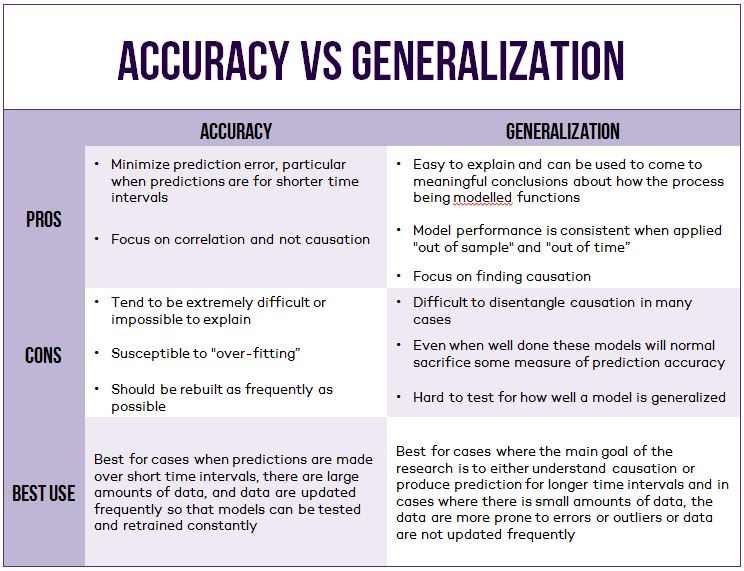 ACCURACY VS GENERALIZATION
ACCURACY
GENERALIZATION
PROS
• Minimize prediction error, particular
when predictions are for shorter time
intervals
• Focus on correlation and not causation
• Easy to explain and can be used to come to
meaningful conclusions about how the process
being modelled functions
• Model performance is consistent when applied
"out of sample" and "out of time”
• Focus on finding causation
CONS
• Tend to be extremely difficult or
impossible to explain
• Susceptible to "over-fitting”
• Should be rebuilt as frequently as
possible
• Difficult to disentangle causation in many
cases
• Even when well done these models will normal
sacrifice some measure of prediction accuracy
• Hard to test for how well a model is generalized
BEST USE
Best for cases when predictions are made
over short time intervals, there are large
amounts of data, and data are updated
frequently so that models can be tested
and retrained constantly
Best for cases where the main goal of the
research is to either understand causation or
produce prediction for longer time intervals and in
cases where there is small amounts of data, the
data are more prone to errors or outliers or data
are not updated frequently